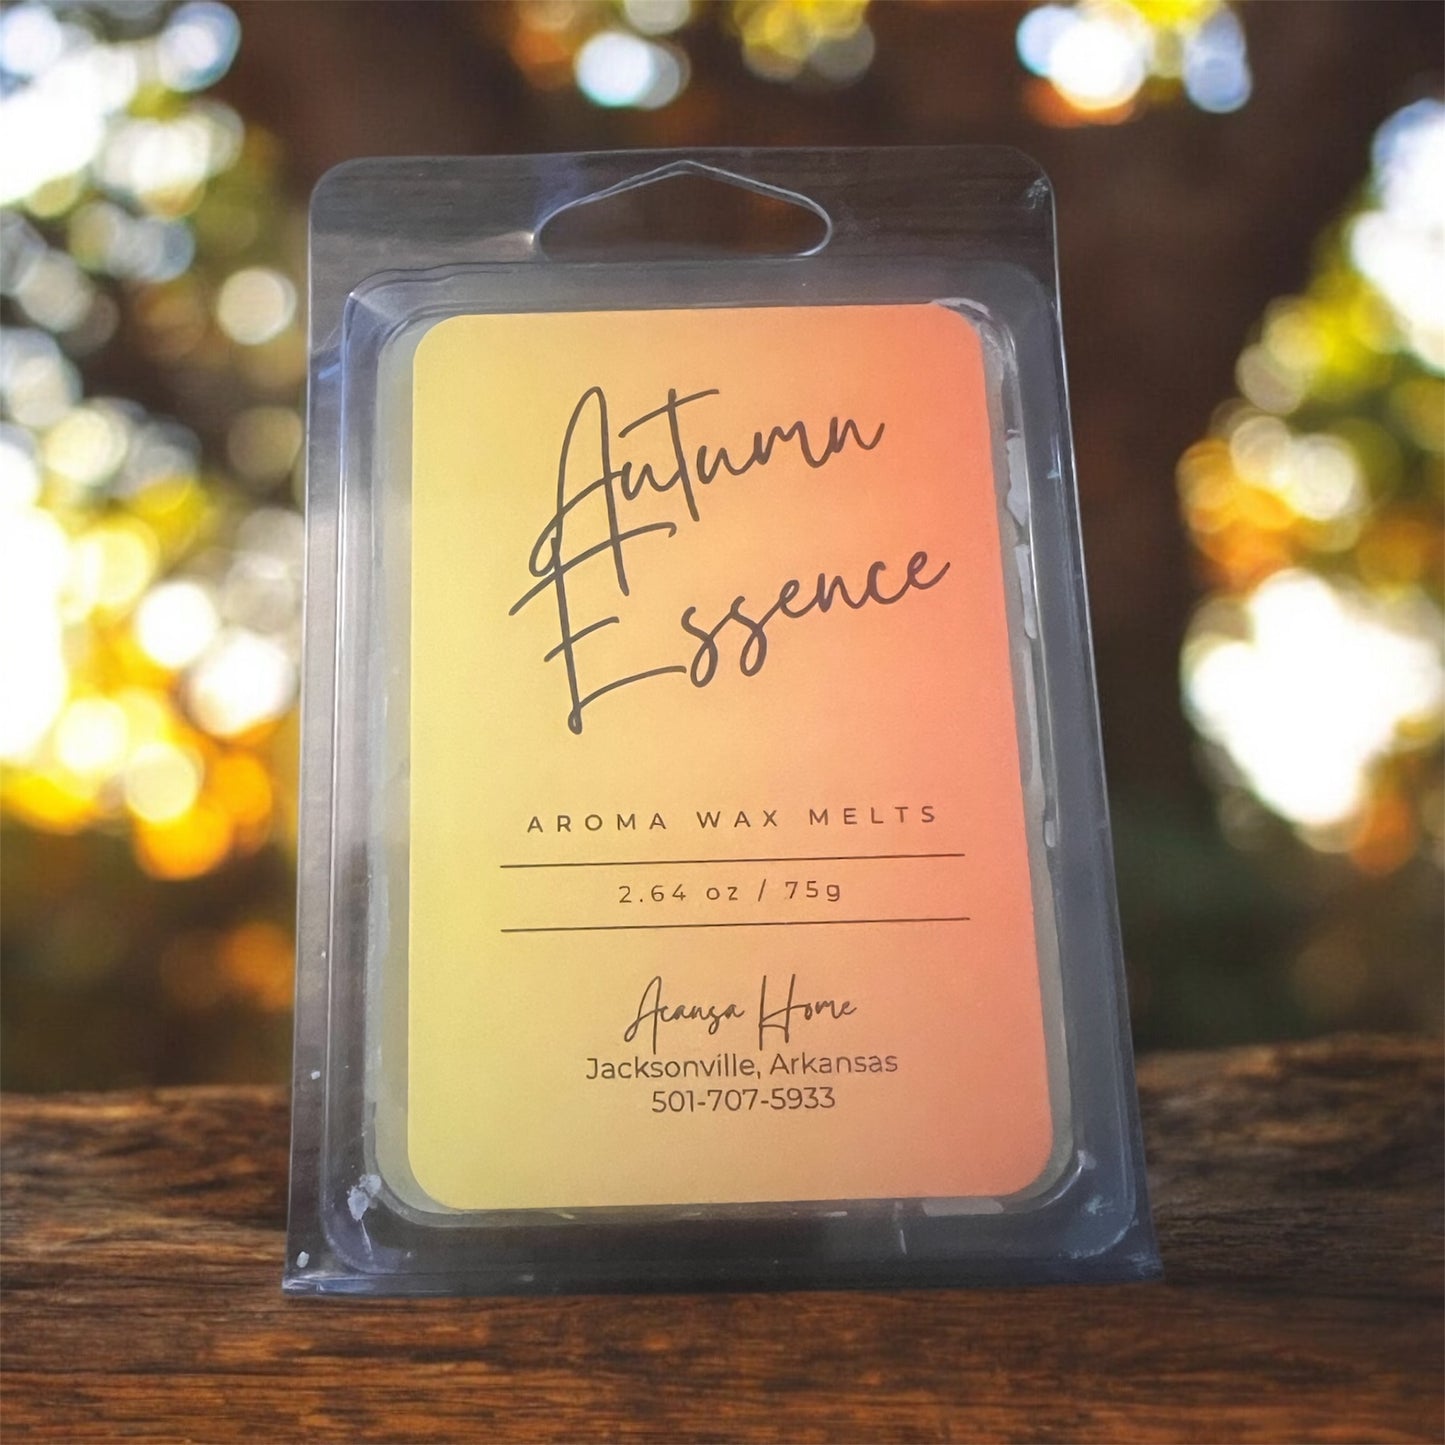 Autumn
Essence
AROMA WAX MELTS
2.64 oz / 75g
Acansa Home
Jacksonville, Arkansas
501-707-5933